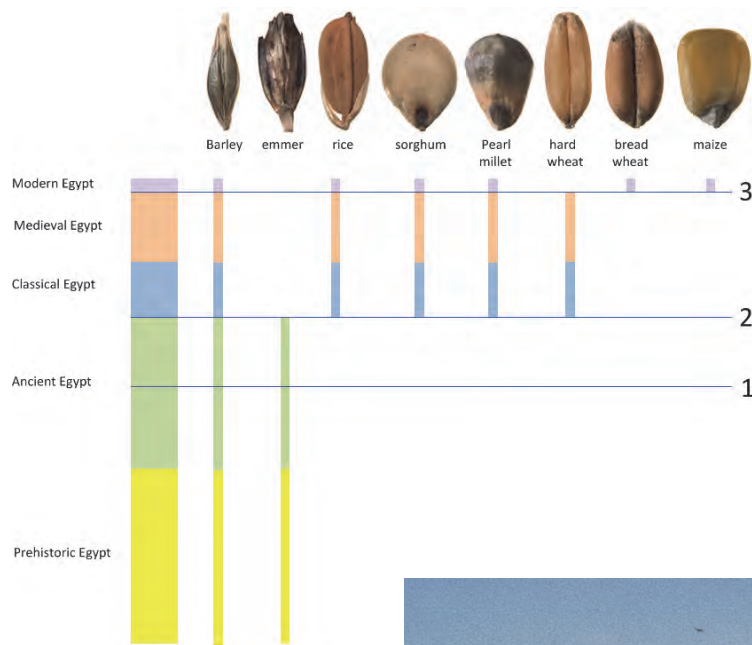 Barley
emmer
rice
sorghum
Pearl
millet
hard
wheat
bread
wheat
maize
Modern Egypt
3
Medieval Egypt
Classical Egypt
2
Ancient Egypt
1
Prehistoric Egypt